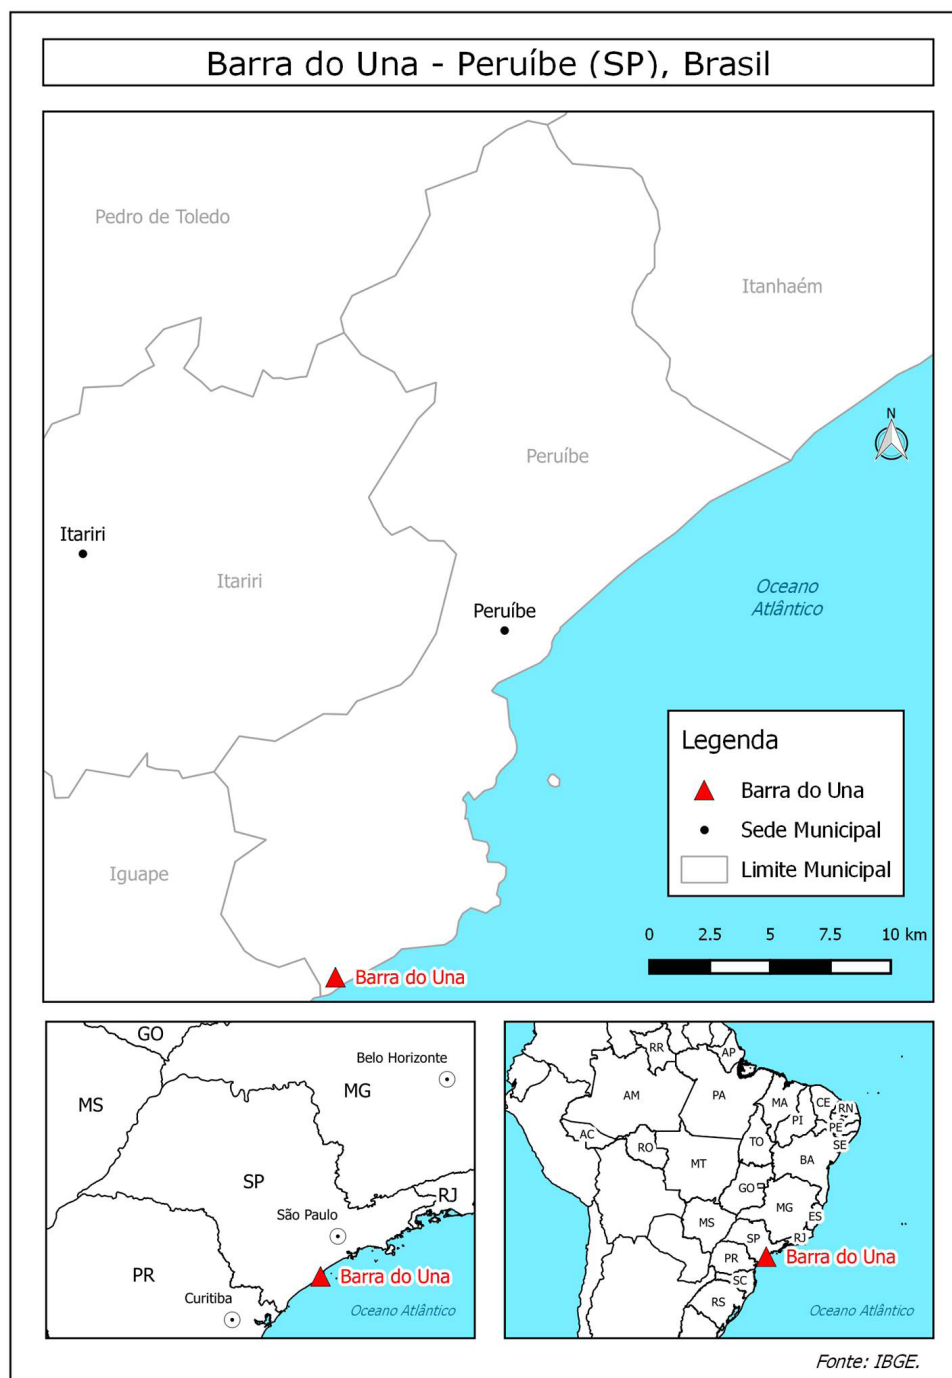 Barra do Una - Peruíbe (SP), Brasil
Pedro de Toledo
Itanhaém
N
Peruíbe
Itariri
Itariri
Oceano
Atlântico
Peruíbe
Legenda
Barra do Una
Sede Municipal
Limite Municipal
Iguape
0 2.5 5 7.5 10 km
Barra do Una
GO
Belo Horizonte
MS
MG
SP
RJ
São Paulo
PR
Barra do Una
Curitiba
Oceano Atlântico
RR
AP
AM
PA
MA
CE
RN
PI
PE
AC
RO
TO
SE
MT
BA
GO
MG
ES
MS
SP
RJ
PR
Barra do Una
SC
RS
Oceano Atlântico
Fonte: IBGE.